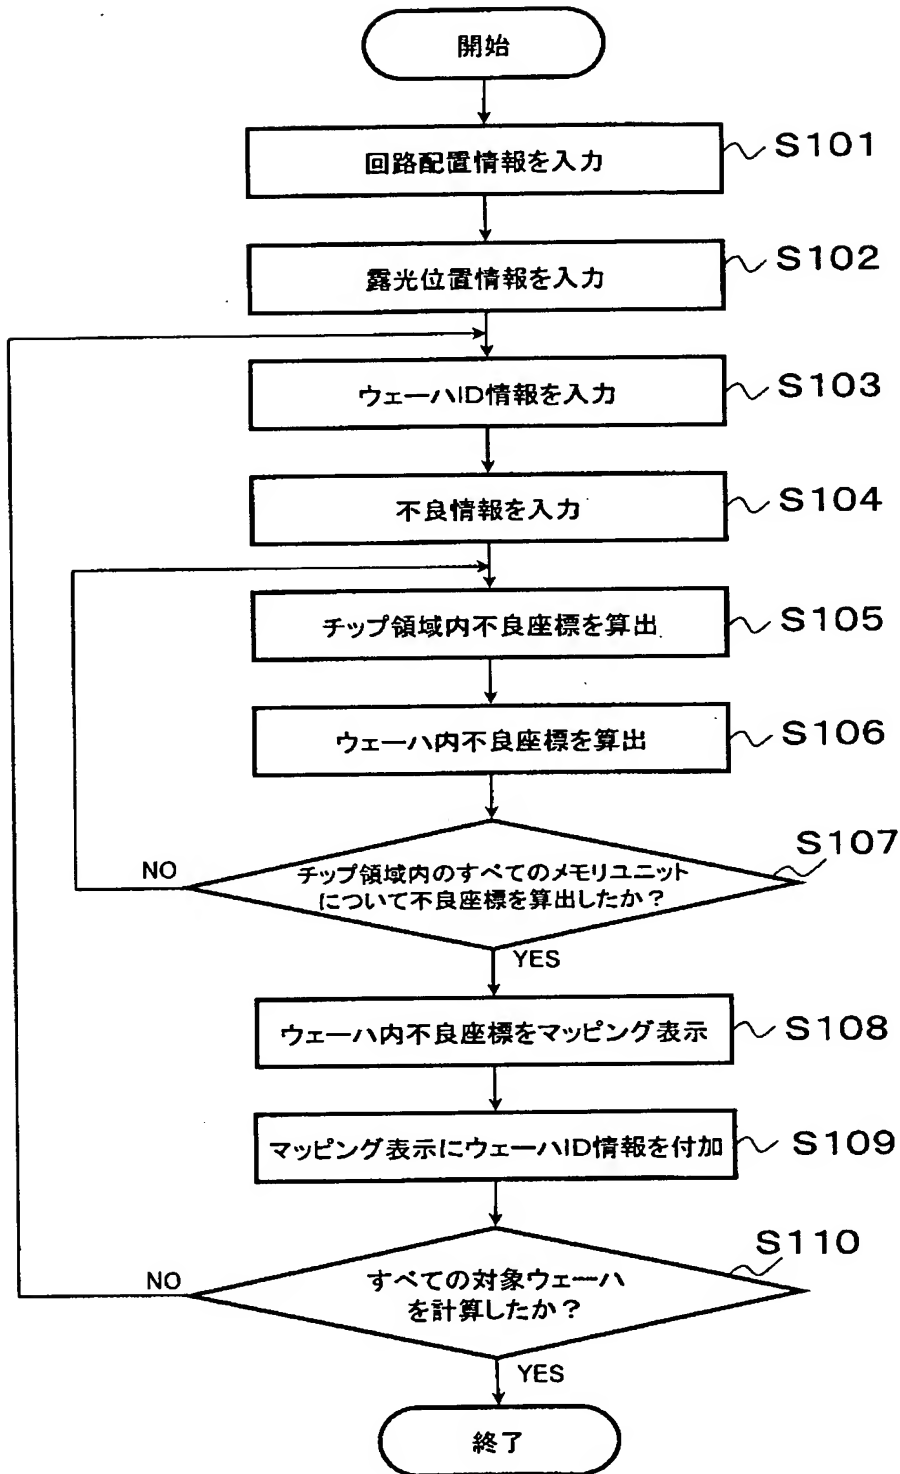 開始
回路配置情報を入力
S101
露光位置情報を入力
S102
ウェーハID情報を入力
S103
不良情報を入力
S104
チップ領域内不良座標を算出
S105
ウェーハ内不良座標を算出
S106
S107
NO
チップ領域内のすべてのメモリユニット
について不良座標を算出したか？
YES
ウェーハ内不良座標をマッピング表示
S108
マッピング表示にウェーハID情報を付加
S109
S110
NO
すべての対象ウェーハ
を計算したか？
YES
終了